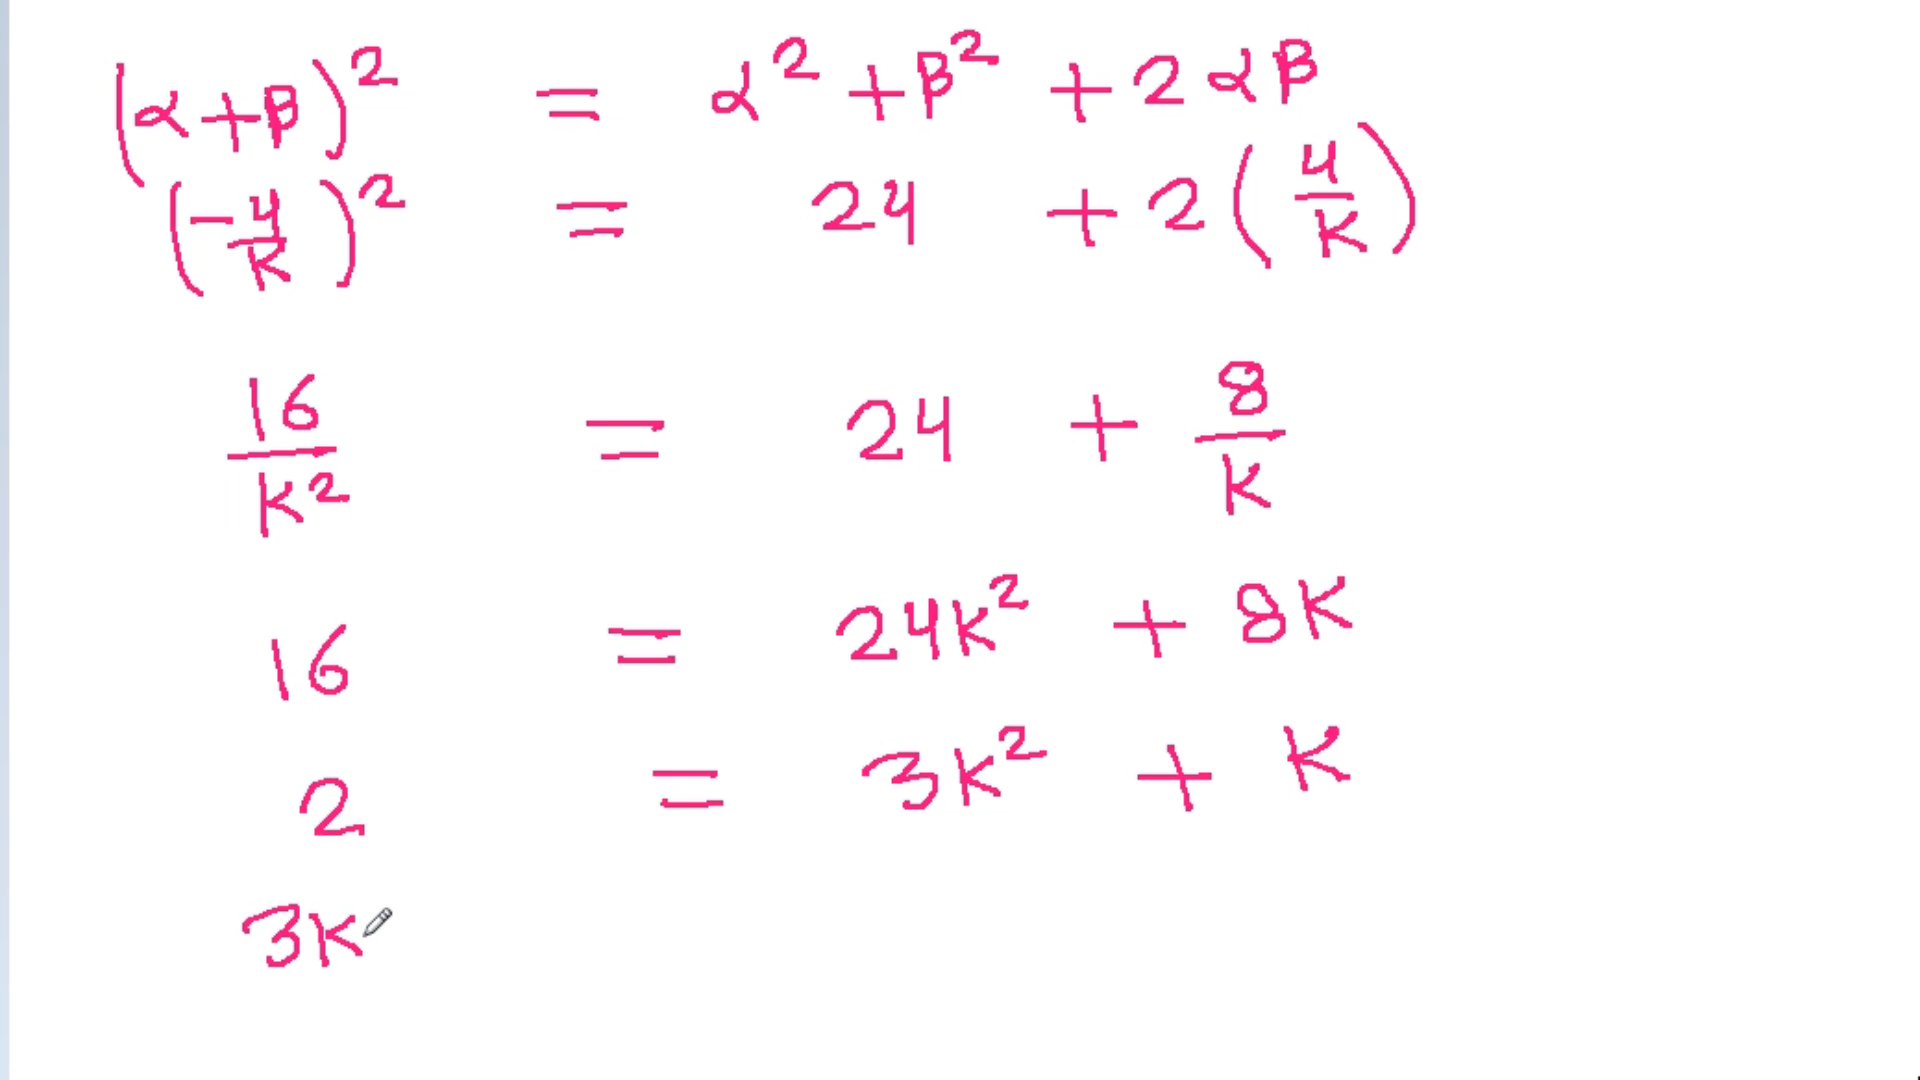 (α+β)² = α² + β² + 2αβ
(-4/K)² = 24 + 2(4/K)
16/K² = 24 + 8/K
16 = 24K² + 8K
2 = 3K² + K
3K